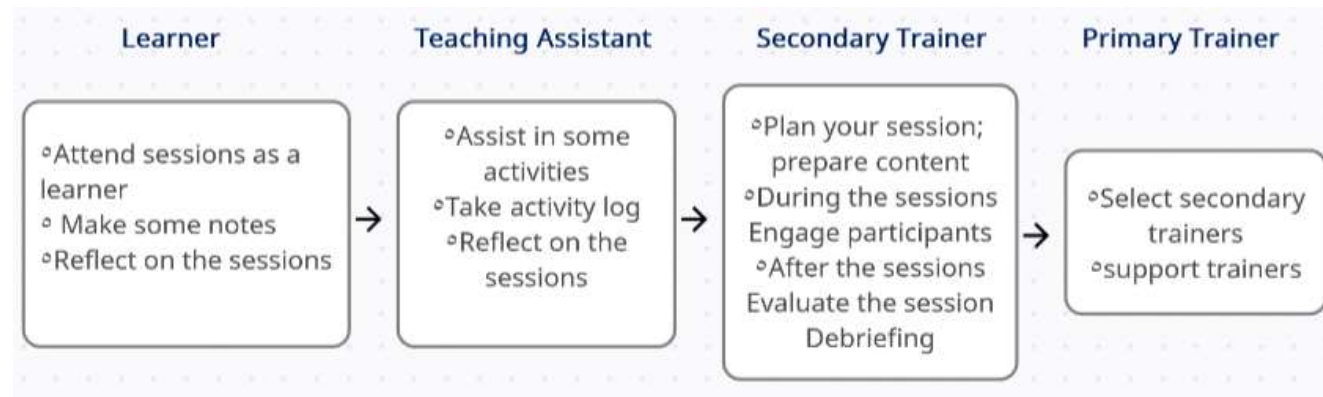 Learner
Teaching Assistant
Secondary Trainer
Primary Trainer
°Attend sessions as a
learner
° Make some notes
°Reflect on the sessions
°Assist in some
activities
°Take activity log
°Reflect on the
sessions
°Plan your session;
prepare content
°During the sessions
Engage participants
°After the sessions
Evaluate the session
Debriefing
°Select secondary
trainers
°support trainers